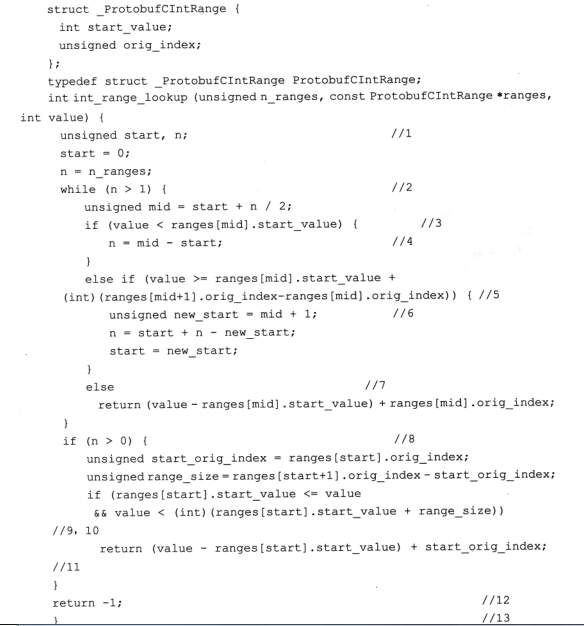 struct _ProtobufCIntRange {
int start_value;
unsigned orig_index;
};
typedef struct _ProtobufCIntRange ProtobufCIntRange;
int int_range_lookup (unsigned n_ranges, const ProtobufCIntRange *ranges,
int value) {
unsigned start, n; //1
start = 0;
n = n_ranges;
while (n > 1) { //2
unsigned mid = start + n / 2;
if (value < ranges[mid].start_value) { //3
n = mid - start; //4
}
else if (value >= ranges[mid].start_value +
(int)(ranges[mid+1].orig_index-ranges[mid].orig_index)) { //5
unsigned new_start = mid + 1; //6
n = start + n - new_start;
start = new_start;
}
else //7
return (value - ranges[mid].start_value) + ranges[mid].orig_index;
}
if (n > 0) { //8
unsigned start_orig_index = ranges[start].orig_index;
unsigned range_size = ranges[start+1].orig_index - start_orig_index;
if (ranges[start].start_value <= value
&& value < (int)(ranges[start].start_value + range_size))
//9, 10
return (value - ranges[start].start_value) + start_orig_index;
//11
}
return -1; //12
} //13